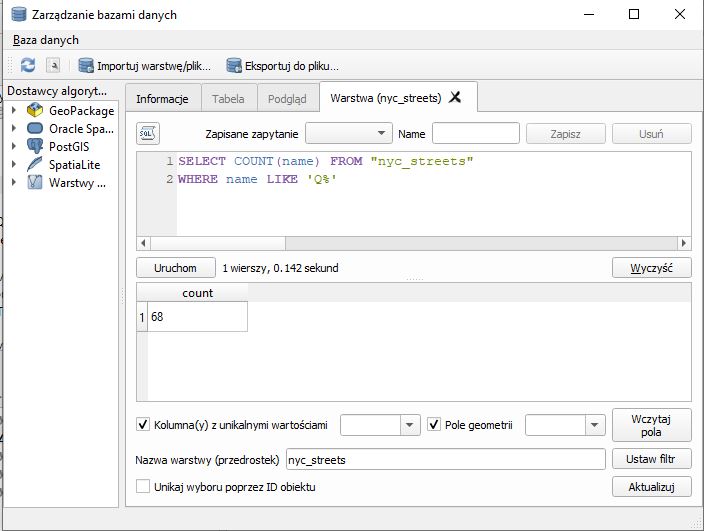 Zarządzanie bazami danych
Baza danych
Importuj warstwę/plik... Eksportuj do pliku...
Dostawcy algoryt...
GeoPackage
Oracle Spa...
PostGIS
SpatiaLite
Warstwy ...
Informacje Tabela Podgląd Warstwa (nyc_streets)
SQL Zapisane zapytanie Name Zapisz Usuń
1 SELECT COUNT(name) FROM "nyc_streets"
2 WHERE name LIKE 'Q%'
Uruchom 1 wierszy, 0.142 sekund Wyczyść
count
1 68
Kolumna(y) z unikalnymi wartościami Pole geometrii Wczytaj pola
Nazwa warstwy (przedrostek) nyc_streets Ustaw filtr
Unikaj wyboru poprzez ID obiektu Aktualizuj